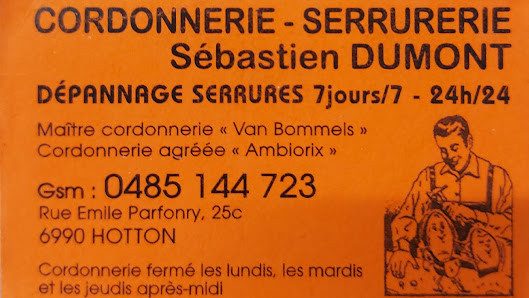 CORDONNERIE - SERRURERIE
Sébastien DUMONT
DÉPANNAGE SERRURES 7jours/7 - 24h/24
Maître cordonnerie « Van Bommels »
Cordonnerie agréée « Ambiorix »
Gsm : 0485 144 723
Rue Emile Parfonry, 25c
6990 HOTTON
Cordonnerie fermé les lundis, les mardis
et les jeudis après-midi